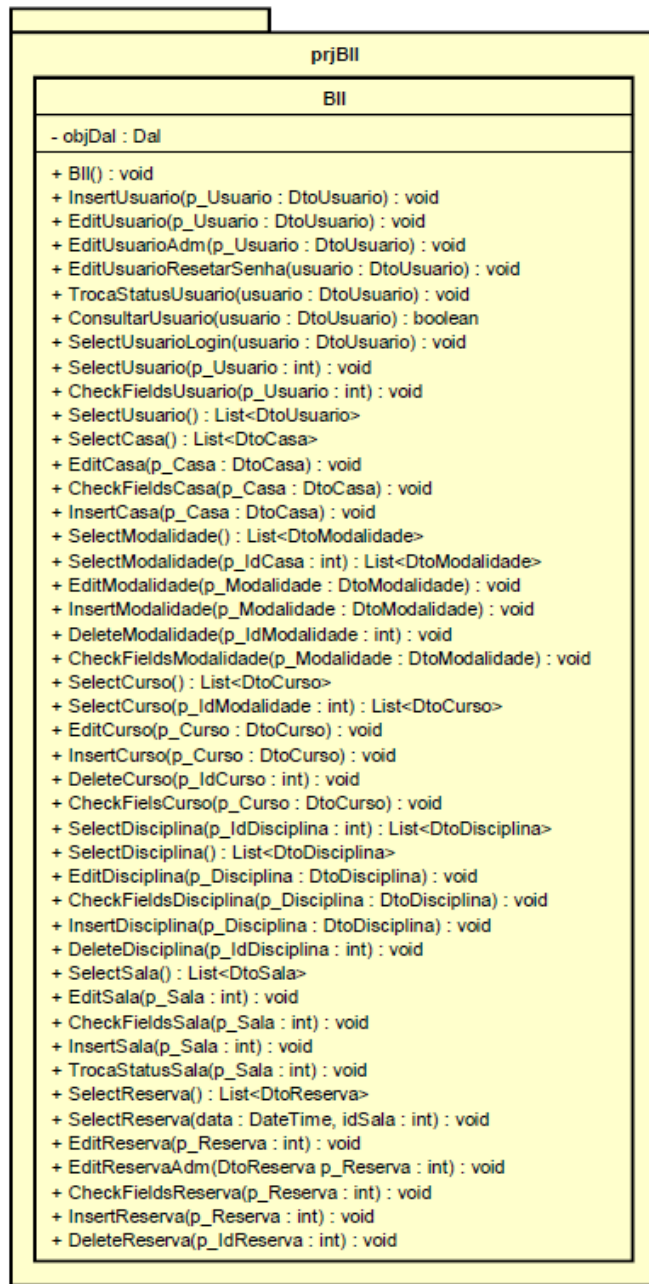 prjBll
Bll
- objDal : Dal
+ Bll() : void
+ InsertUsuario(p_Usuario : DtoUsuario) : void
+ EditUsuario(p_Usuario : DtoUsuario) : void
+ EditUsuarioAdm(p_Usuario : DtoUsuario) : void
+ EditUsuarioResetarSenha(usuario : DtoUsuario) : void
+ TrocaStatusUsuario(usuario : DtoUsuario) : void
+ ConsultarUsuario(usuario : DtoUsuario) : boolean
+ SelectUsuarioLogin(usuario : DtoUsuario) : void
+ SelectUsuario(p_Usuario : int) : void
+ CheckFieldsUsuario(p_Usuario : int) : void
+ SelectUsuario() : List<DtoUsuario>
+ SelectCasa() : List<DtoCasa>
+ EditCasa(p_Casa : DtoCasa) : void
+ CheckFieldsCasa(p_Casa : DtoCasa) : void
+ InsertCasa(p_Casa : DtoCasa) : void
+ SelectModalidade() : List<DtoModalidade>
+ SelectModalidade(p_IdCasa : int) : List<DtoModalidade>
+ EditModalidade(p_Modalidade : DtoModalidade) : void
+ InsertModalidade(p_Modalidade : DtoModalidade) : void
+ DeleteModalidade(p_IdModalidade : int) : void
+ CheckFieldsModalidade(p_Modalidade : DtoModalidade) : void
+ SelectCurso() : List<DtoCurso>
+ SelectCurso(p_IdModalidade : int) : List<DtoCurso>
+ EditCurso(p_Curso : DtoCurso) : void
+ InsertCurso(p_Curso : DtoCurso) : void
+ DeleteCurso(p_IdCurso : int) : void
+ CheckFielsCurso(p_Curso : DtoCurso) : void
+ SelectDisciplina(p_IdDisciplina : int) : List<DtoDisciplina>
+ SelectDisciplina() : List<DtoDisciplina>
+ EditDisciplina(p_Disciplina : DtoDisciplina) : void
+ CheckFieldsDisciplina(p_Disciplina : DtoDisciplina) : void
+ InsertDisciplina(p_Disciplina : DtoDisciplina) : void
+ DeleteDisciplina(p_IdDisciplina : int) : void
+ SelectSala() : List<DtoSala>
+ EditSala(p_Sala : int) : void
+ CheckFieldsSala(p_Sala : int) : void
+ InsertSala(p_Sala : int) : void
+ TrocaStatusSala(p_Sala : int) : void
+ SelectReserva() : List<DtoReserva>
+ SelectReserva(data : DateTime, idSala : int) : void
+ EditReserva(p_Reserva : int) : void
+ EditReservaAdm(DtoReserva p_Reserva : int) : void
+ CheckFieldsReserva(p_Reserva : int) : void
+ InsertReserva(p_Reserva : int) : void
+ DeleteReserva(p_IdReserva : int) : void